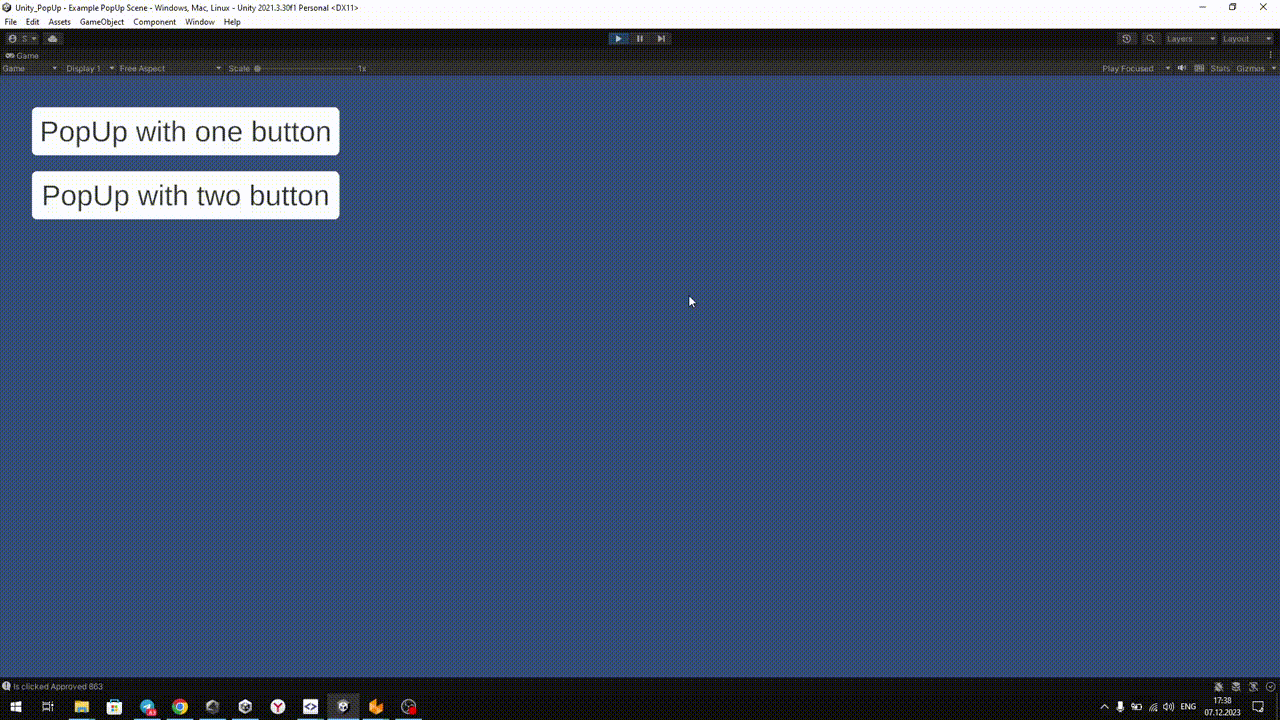 Unity_PopUp - Example PopUp Scene - Windows, Mac, Linux - Unity 2021.3.30f1 Personal <DX11>
File Edit Assets GameObject Component Window Help
S Layers Layout
Game
Game Display 1 Free Aspect Scale 1x Play Focused Stats Gizmos
PopUp with one button
PopUp with two button
Is clicked Approved 863
ENG 17:38
07.12.2023